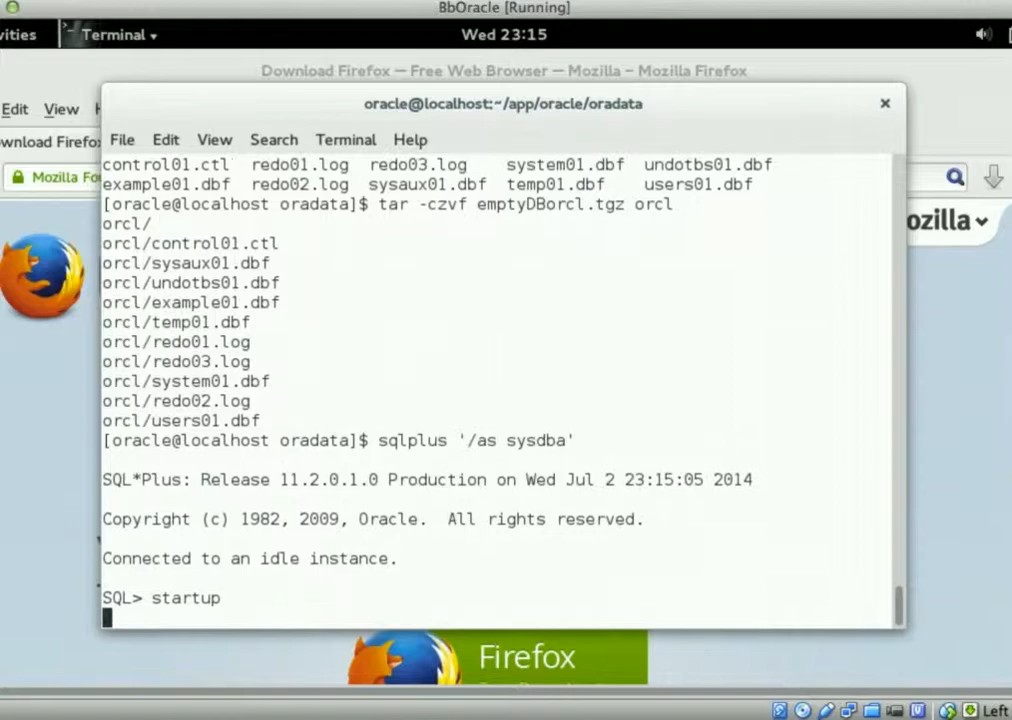 BbOracle [Running]
vities
Terminal
Wed 23:15
Download Firefox — Free Web Browser — Mozilla - Mozilla Firefox
Edit View
oracle@localhost:~/app/oracle/oradata
File Edit View Search Terminal Help
ownload Firefo
Mozilla Fo
ozilla
control01.ctl redo01.log redo03.log system01.dbf undotbs01.dbf
example01.dbf redo02.log sysaux01.dbf temp01.dbf users01.dbf
[oracle@localhost oradata]$ tar -czvf emptyDBorcl.tgz orcl
orcl/
orcl/control01.ctl
orcl/sysaux01.dbf
orcl/undotbs01.dbf
orcl/example01.dbf
orcl/temp01.dbf
orcl/redo01.log
orcl/redo03.log
orcl/system01.dbf
orcl/redo02.log
orcl/users01.dbf
[oracle@localhost oradata]$ sqlplus '/as sysdba'
SQL*Plus: Release 11.2.0.1.0 Production on Wed Jul 2 23:15:05 2014
Copyright (c) 1982, 2009, Oracle. All rights reserved.
Connected to an idle instance.
SQL> startup
Firefox
Left